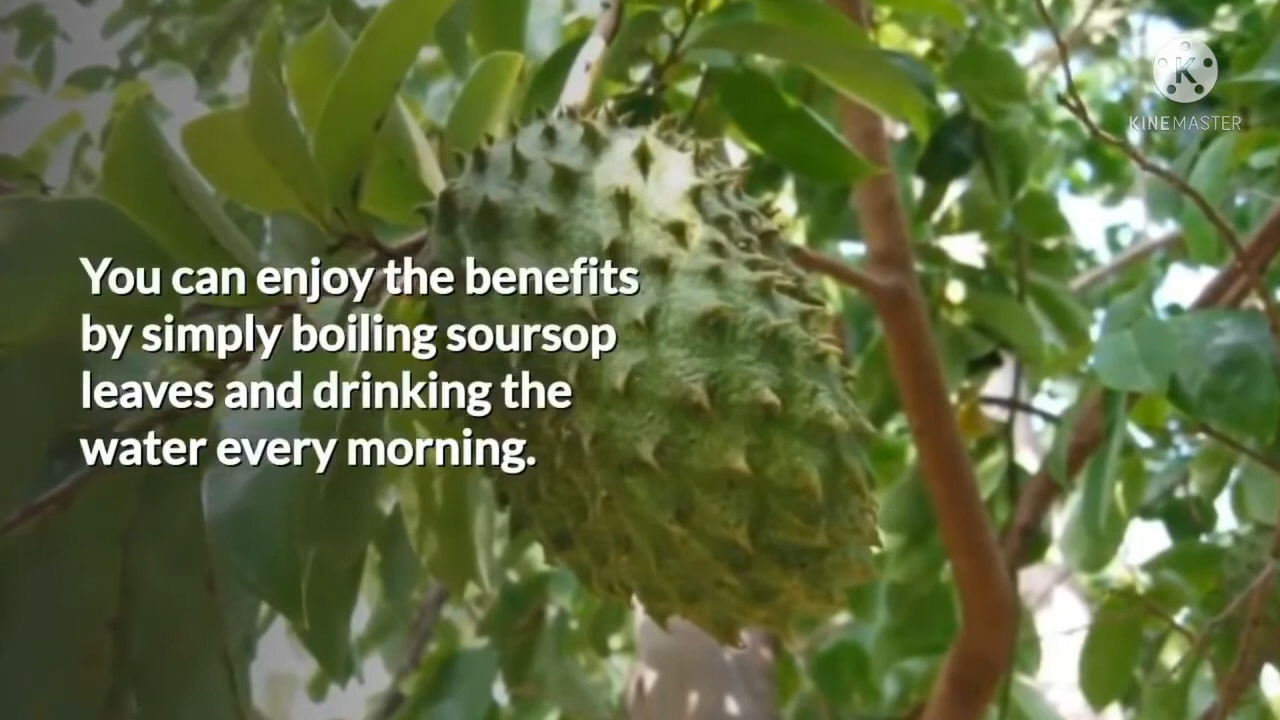 K
KINEMASTER
You can enjoy the benefits
by simply boiling soursop
leaves and drinking the
water every morning.